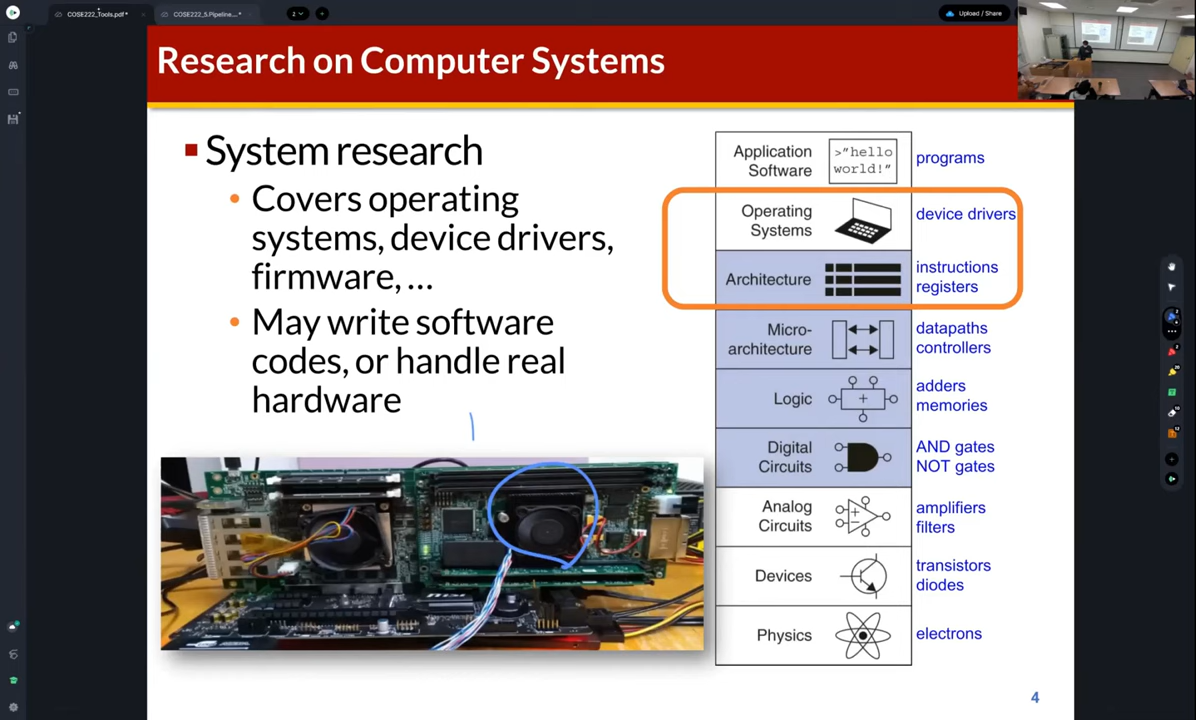 COSE222_Tools.pdf*
COSE222_5.Pipeline....*
2
Upload / Share
Research on Computer Systems
System research
Covers operating
systems, device drivers,
firmware, ...
May write software
codes, or handle real
hardware
Application
Software
>"hello
world!"
programs
Operating
Systems
device drivers
Architecture
instructions
registers
Micro-
architecture
datapaths
controllers
Logic
+
adders
memories
Digital
Circuits
AND gates
NOT gates
Analog
Circuits
amplifiers
filters
Devices
transistors
diodes
Physics
electrons
4